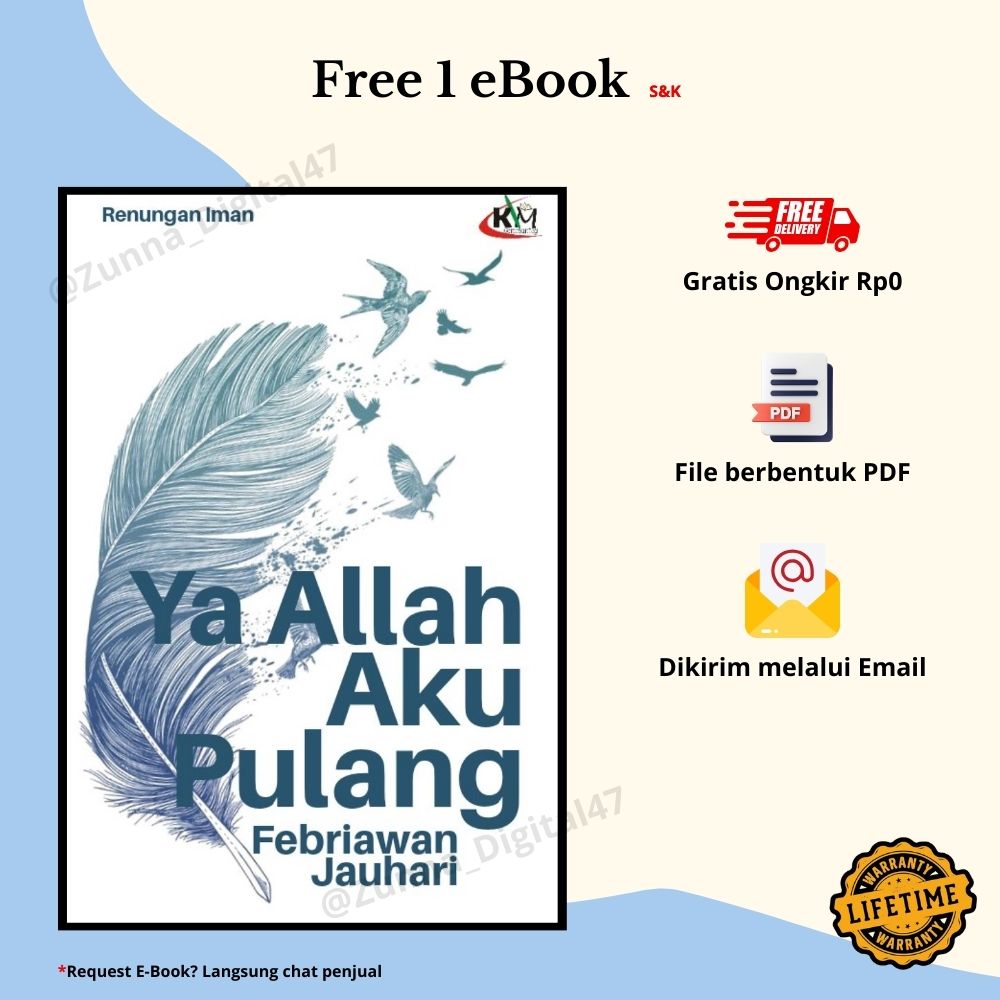 Free 1 eBook S&K
@Zunna_Digital47
Renungan Iman
KM
Ya Allah
Aku
Pulang
Febriawan
Jauhari
@Zunna_Digital47
FREE
DELIVERY
Gratis Ongkir Rp0
PDF
File berbentuk PDF
@
Dikirim melalui Email
WARRANTY
LIFETIME
WARRANTY
*Request E-Book? Langsung chat penjual